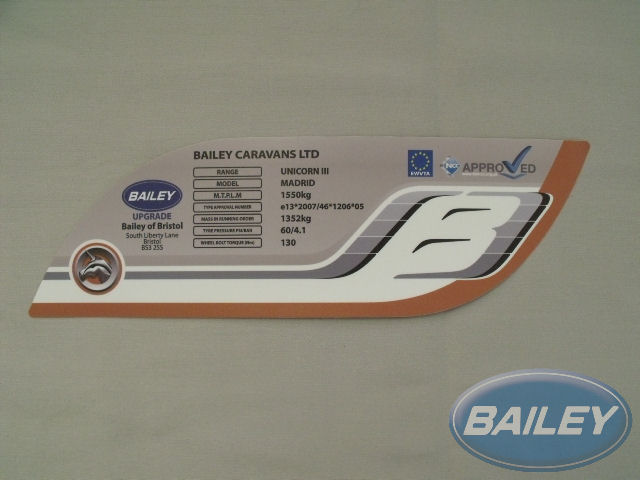 BAILEY CARAVANS LTD
RANGE UNICORN III
MODEL MADRID
M.T.P.L.M 1550kg
TYPE APPROVAL NUMBER e13*2007/46*1206*05
MASS IN RUNNING ORDER 1352kg
TYRE PRESSURE PSI/BAR 60/4.1
WHEEL BOLT TORQUE (Nm) 130
BAILEY
UPGRADE
Bailey of Bristol
South Liberty Lane
Bristol
BS3 2SS
EWVTA
NCC APPROVED
B
BAILEY